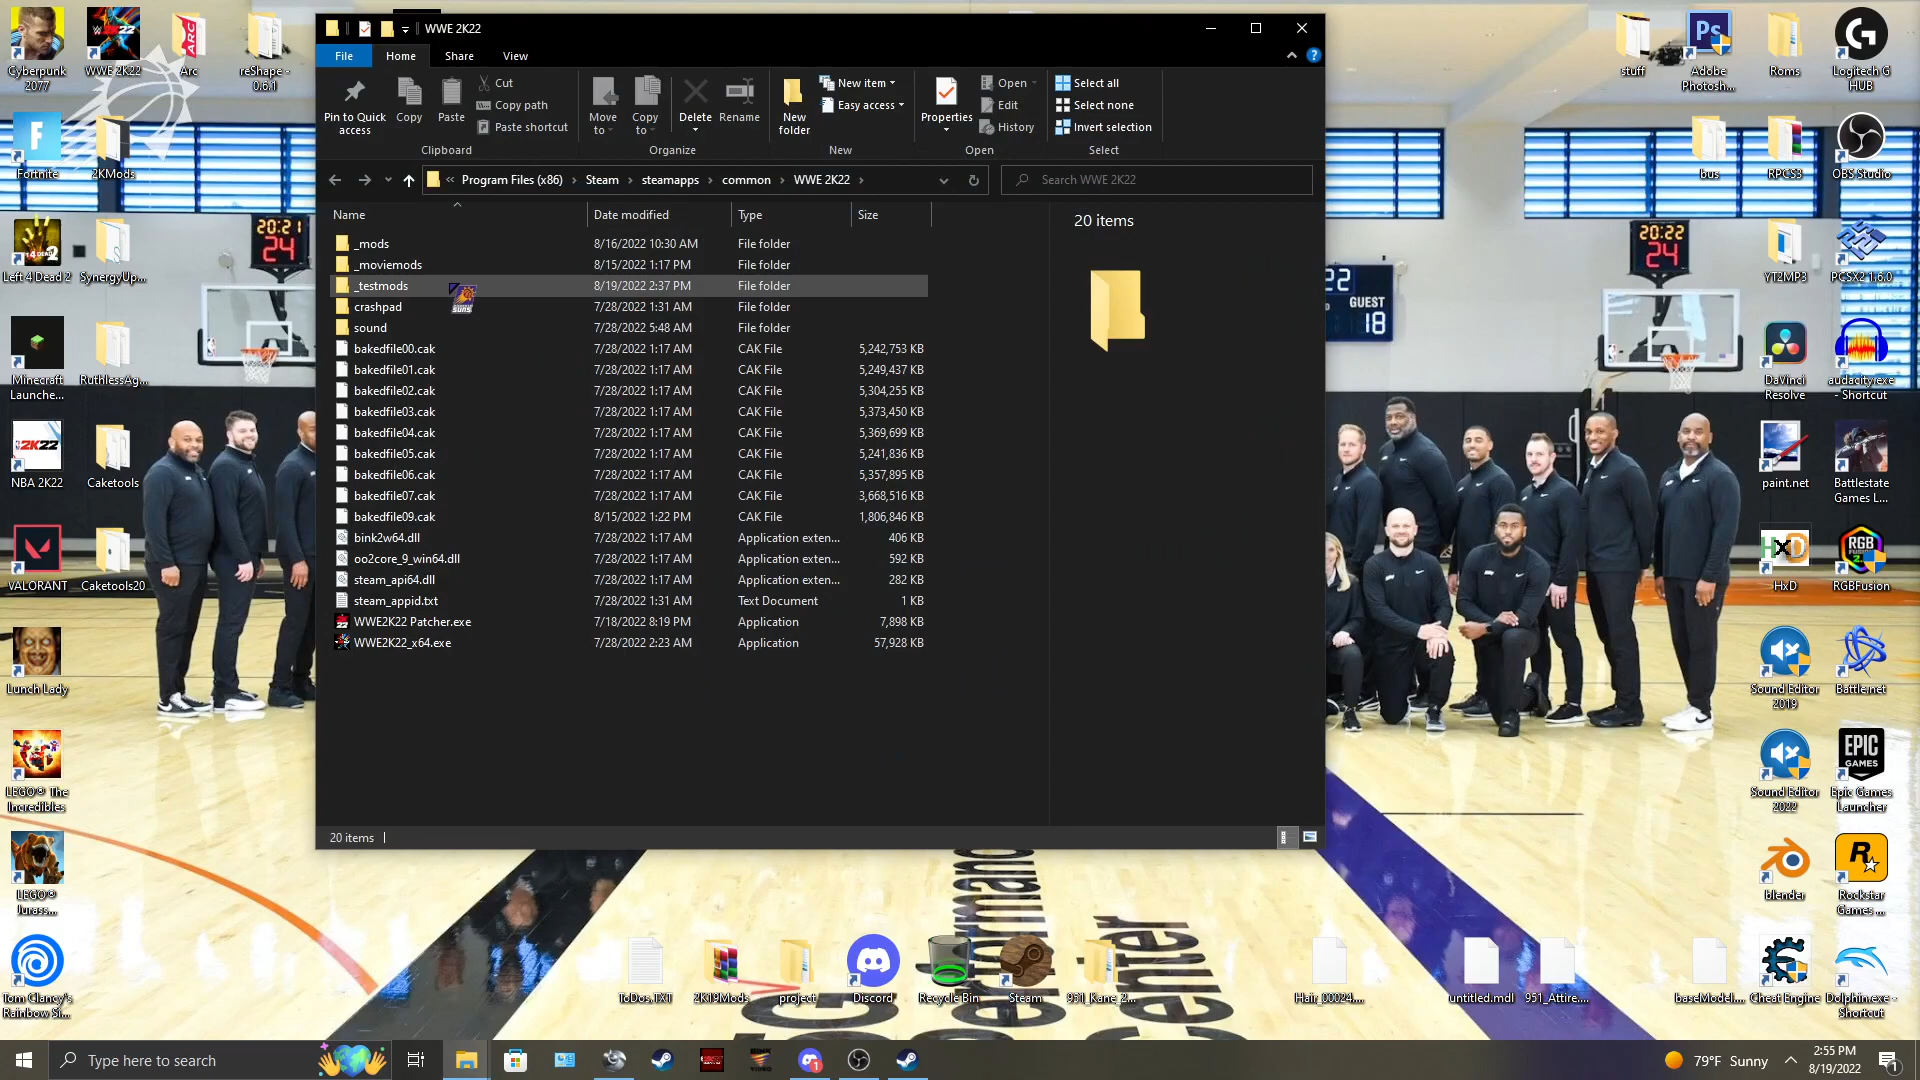 WWE 2K22
File
Home
Share
View
Pin to Quick access
Copy
Paste
Cut
Copy path
Paste shortcut
Clipboard
Move to
Copy to
Delete
Rename
Organize
New folder
New item
Easy access
New
Properties
Open
Edit
History
Open
Select all
Select none
Invert selection
Select
« Program Files (x86) › Steam › steamapps › common › WWE 2K22 ›
Search WWE 2K22
Name Date modified Type Size
_mods 8/16/2022 10:30 AM File folder
_moviemods 8/15/2022 1:17 PM File folder
_testmods 8/19/2022 2:37 PM File folder
crashpad 7/28/2022 1:31 AM File folder
sound 7/28/2022 5:48 AM File folder
bakedfile00.cak 7/28/2022 1:17 AM CAK File 5,242,753 KB
bakedfile01.cak 7/28/2022 1:17 AM CAK File 5,249,437 KB
bakedfile02.cak 7/28/2022 1:17 AM CAK File 5,304,255 KB
bakedfile03.cak 7/28/2022 1:17 AM CAK File 5,373,450 KB
bakedfile04.cak 7/28/2022 1:17 AM CAK File 5,369,699 KB
bakedfile05.cak 7/28/2022 1:17 AM CAK File 5,241,836 KB
bakedfile06.cak 7/28/2022 1:17 AM CAK File 5,357,895 KB
bakedfile07.cak 7/28/2022 1:17 AM CAK File 3,668,516 KB
bakedfile09.cak 8/15/2022 1:22 PM CAK File 1,806,846 KB
bink2w64.dll 7/28/2022 1:17 AM Application exten... 406 KB
oo2core_9_win64.dll 7/28/2022 1:17 AM Application exten... 592 KB
steam_api64.dll 7/28/2022 1:17 AM Application exten... 282 KB
steam_appid.txt 7/28/2022 1:31 AM Text Document 1 KB
WWE2K22 Patcher.exe 7/18/2022 8:19 PM Application 7,898 KB
WWE2K22_x64.exe 7/28/2022 2:23 AM Application 57,928 KB
20 items
20 items
SUNS
Cyberpunk 2077
WWE 2K22
Arc
reShape - 0.6.1
Fortnite
2KMods
Left 4 Dead 2
SynergyUp...
Minecraft Launche...
RuthlessAg...
NBA 2K22
Caketools
VALORANT
Caketools20
Lunch Lady
LEGO® The Incredibles
LEGO® Jurass...
Tom Clancy's Rainbow Si...
20:21
24
20:22
24
22
GUEST
18
stuff
Adobe Photosh...
Roms
Logitech G HUB
bus
RPCS3
OBS Studio
YT2MP3
PCSX2 1.6.0
DaVinci Resolve
audacity.exe - Shortcut
paint.net
Battlestate Games L...
HxD
RGBFusion
Sound Editor 2019
Battle.net
Sound Editor 2022
Epic Games Launcher
blender
Rockstar Games ...
ToDos.TXT
2K19Mods
project
Discord
Recycle Bin
Steam
951_Kane_2...
Hair_00024....
untitled.mdl
951_Attire....
baseModel....
Cheat Engine
Dolphin.exe - Shortcut
Type here to search
79°F Sunny
2:55 PM
8/19/2022